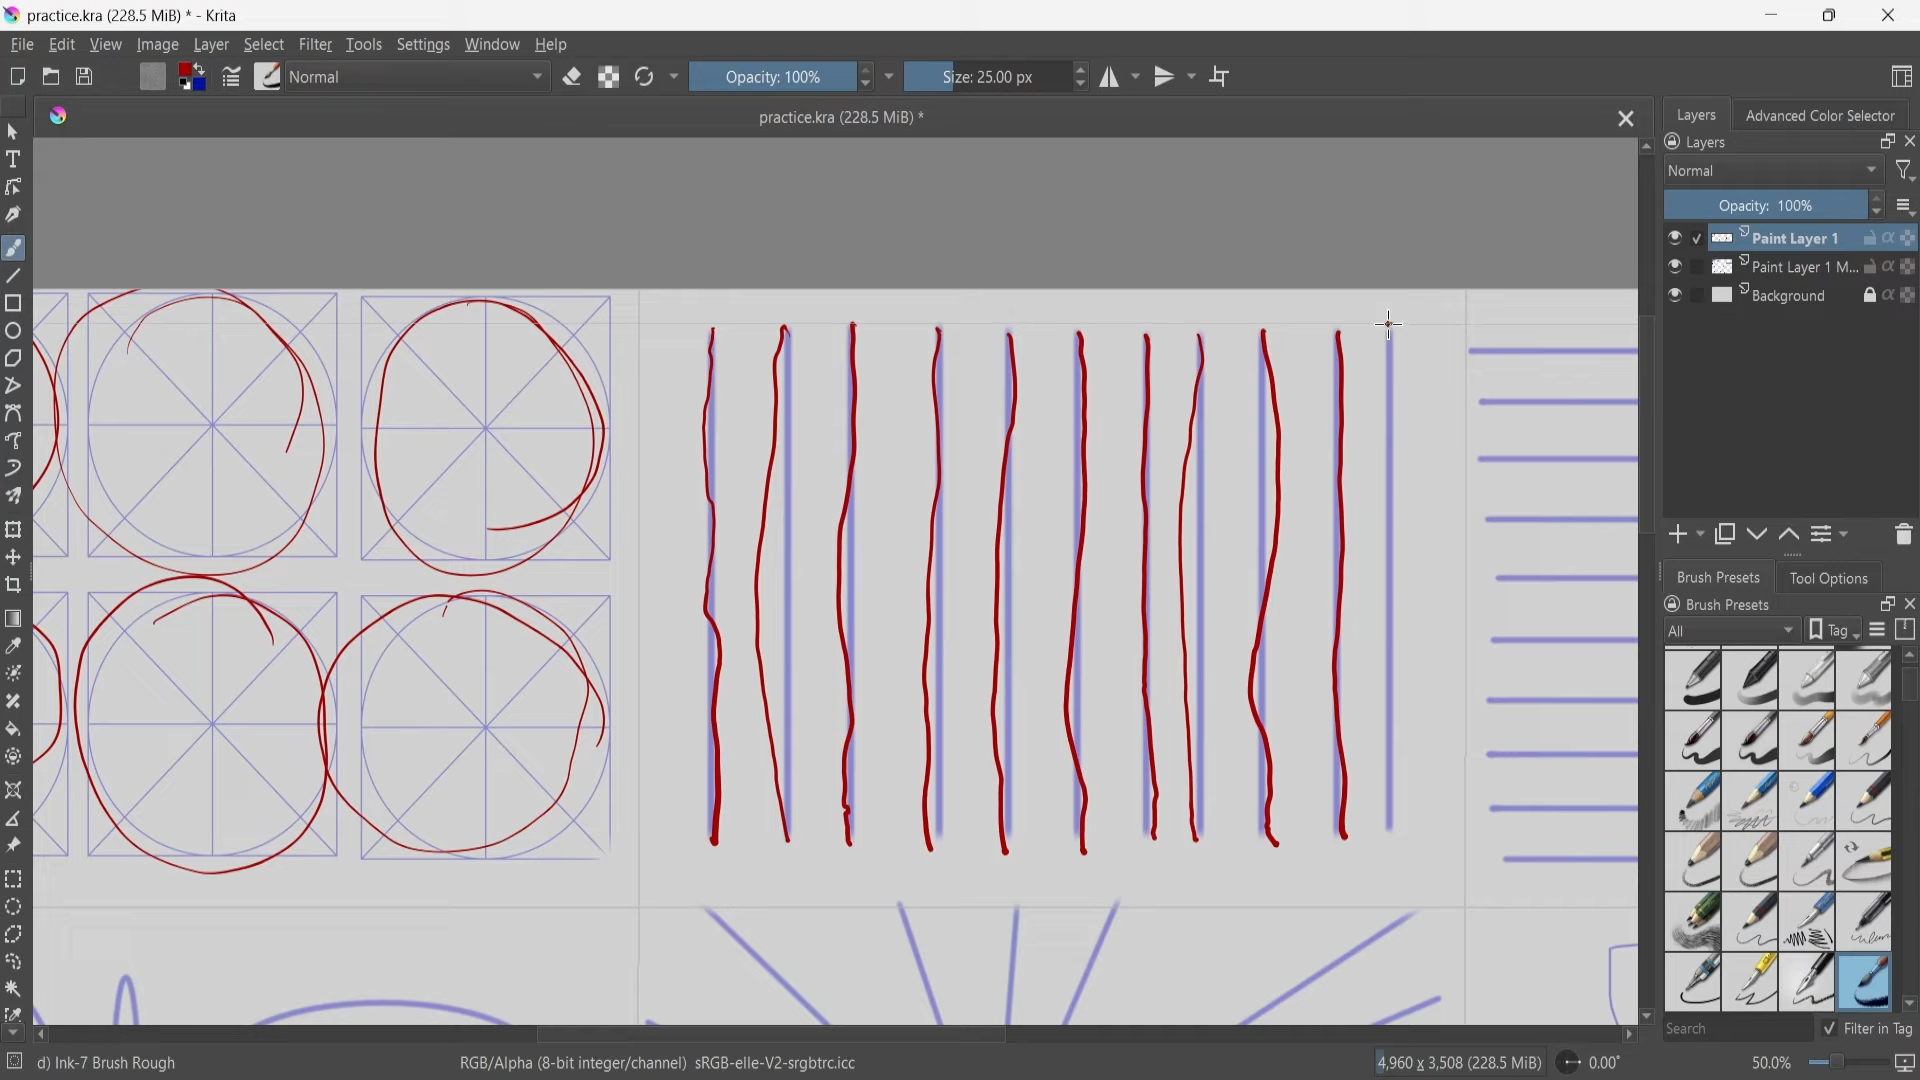 practice.kra (228.5 MiB) * - Krita
File Edit View Image Layer Select Filter Tools Settings Window Help
Normal
Opacity: 100%
Size: 25.00 px
practice.kra (228.5 MiB) *
Layers
Advanced Color Selector
Layers
Normal
Opacity: 100%
Paint Layer 1
Paint Layer 1 M...
Background
Brush Presets
Tool Options
Brush Presets
All
Tag
Search
Filter in Tag
d) Ink-7 Brush Rough
RGB/Alpha (8-bit integer/channel) sRGB-elle-V2-srgbtrc.icc
4,960 x 3,508 (228.5 MiB)
0.00°
50.0%